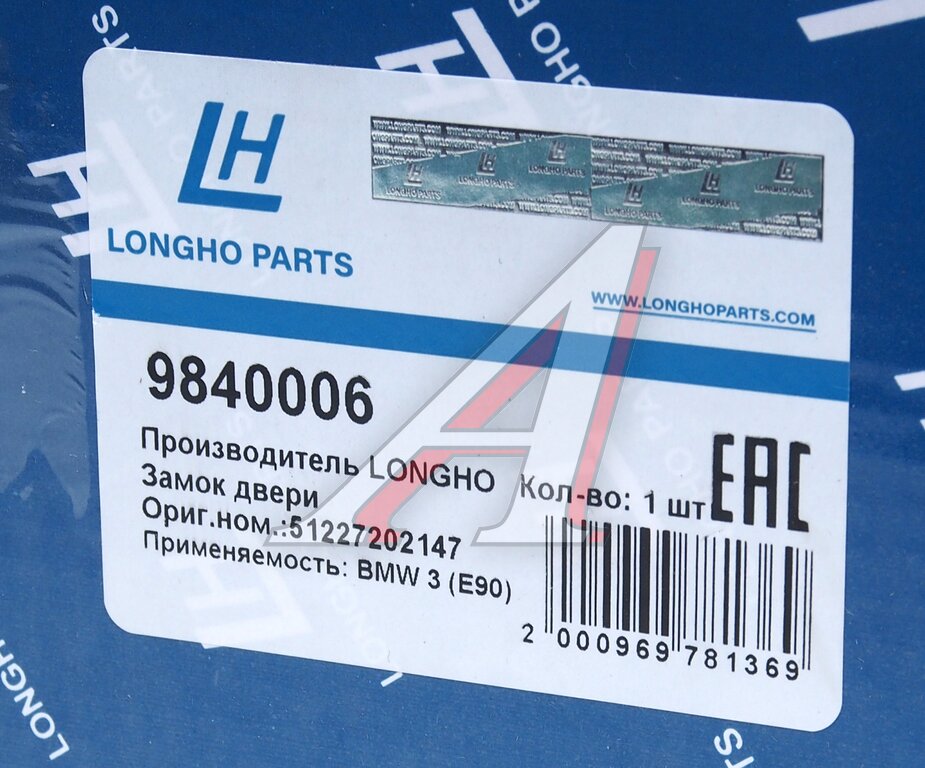 LH
LONGHO PARTS
WWW.LONGHOPARTS.COM
9840006
Производитель LONGHO
Кол-во: 1 шт
EAC
Замок двери
Ориг.ном.:51227202147
Применяемость: BMW 3 (E90)
2 000969 781369